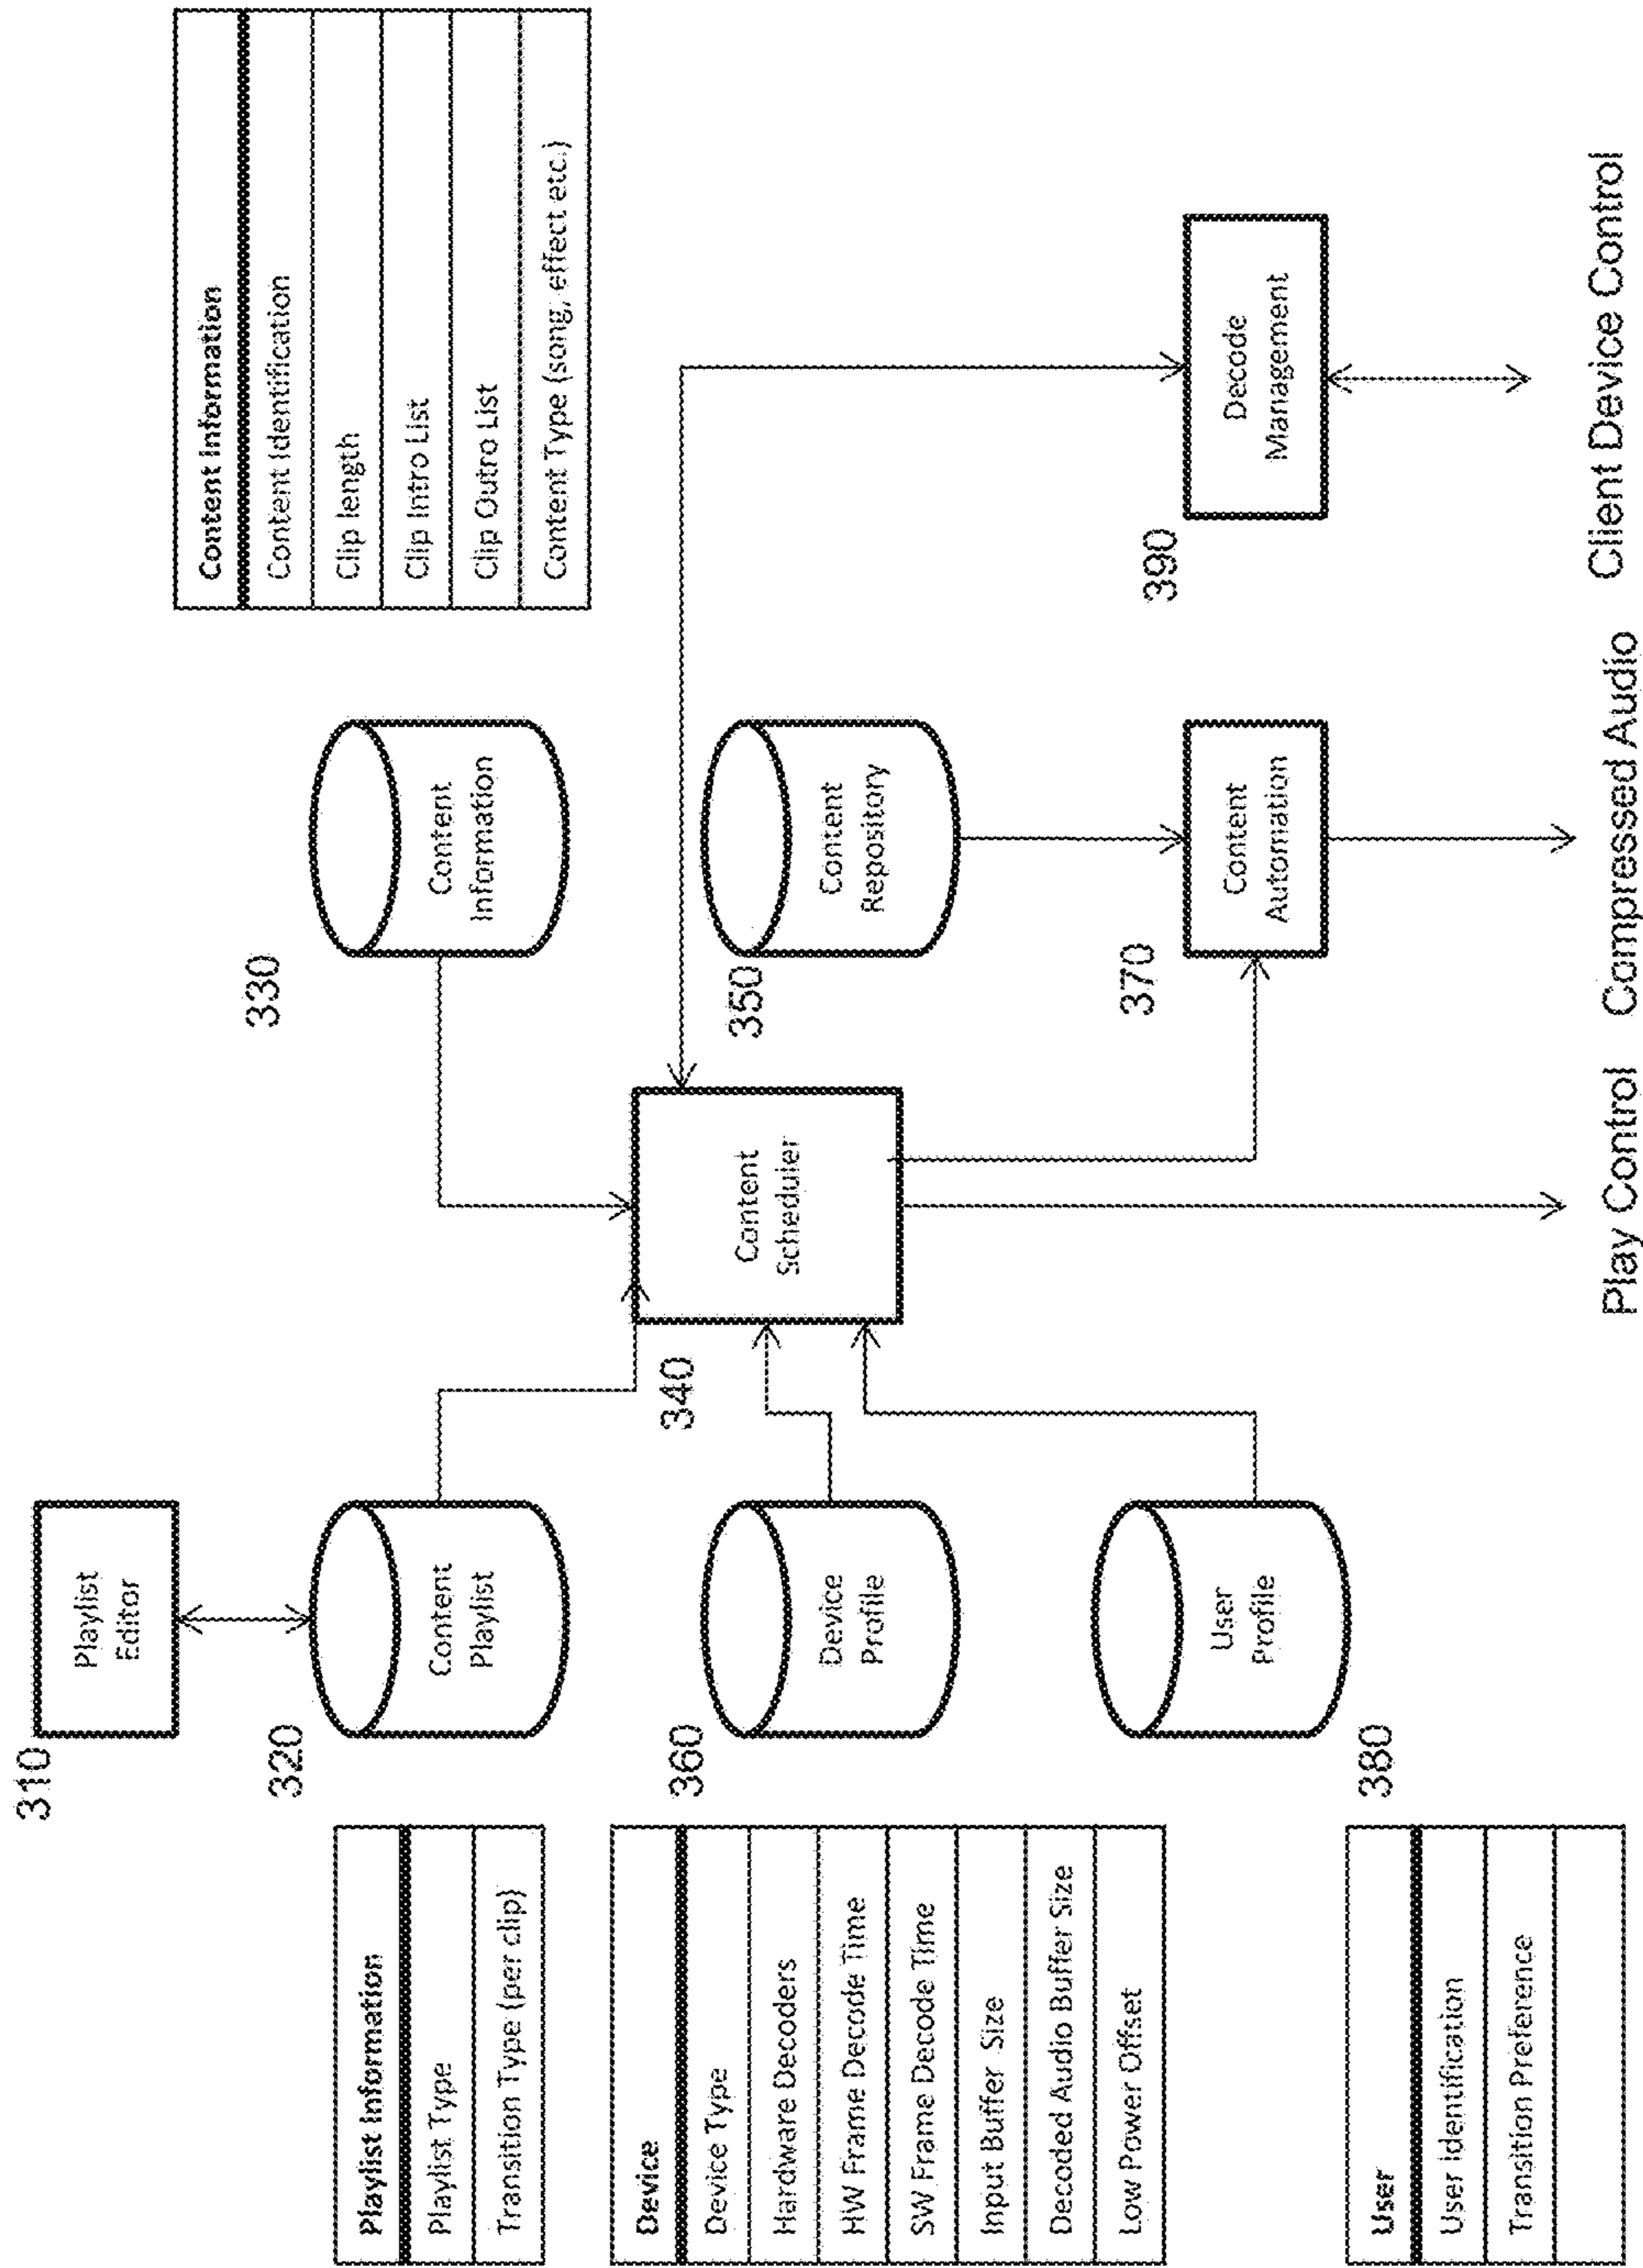 310
Playlist
Editor
320
Content
Playlist
Playlist Information
Playlist Type
Transition Type (per clip)
330
Content
Information
Content Information
Content Identification
Clip length
Clip Intro List
Clip Outro List
Content Type (song, effect etc.)
340
Content
Scheduler
350
Content
Repository
360
Device
Profile
Device
Device Type
Hardware Decoders
HW Frame Decode Time
SW Frame Decode Time
Input Buffer Size
Decoded Audio Buffer Size
Low Power Offset
370
Content
Automation
390
Decode
Management
380
User
Profile
User
User Identification
Transition Preference
Play Control
Compressed Audio
Client Device Control